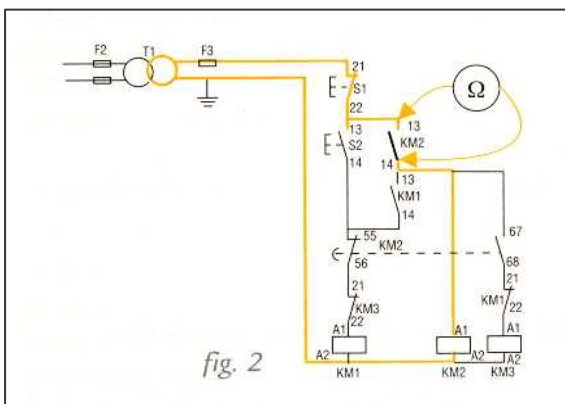 F2 T1 F3
21
S1
22
Ω
13 13
S2 KM2
14 14
13
KM1
14
55 67
KM2
56 68
21 21
KM3 KM1
22 22
A1 A1 A1
A2 A2 A2
KM1 KM2 KM3
fig. 2